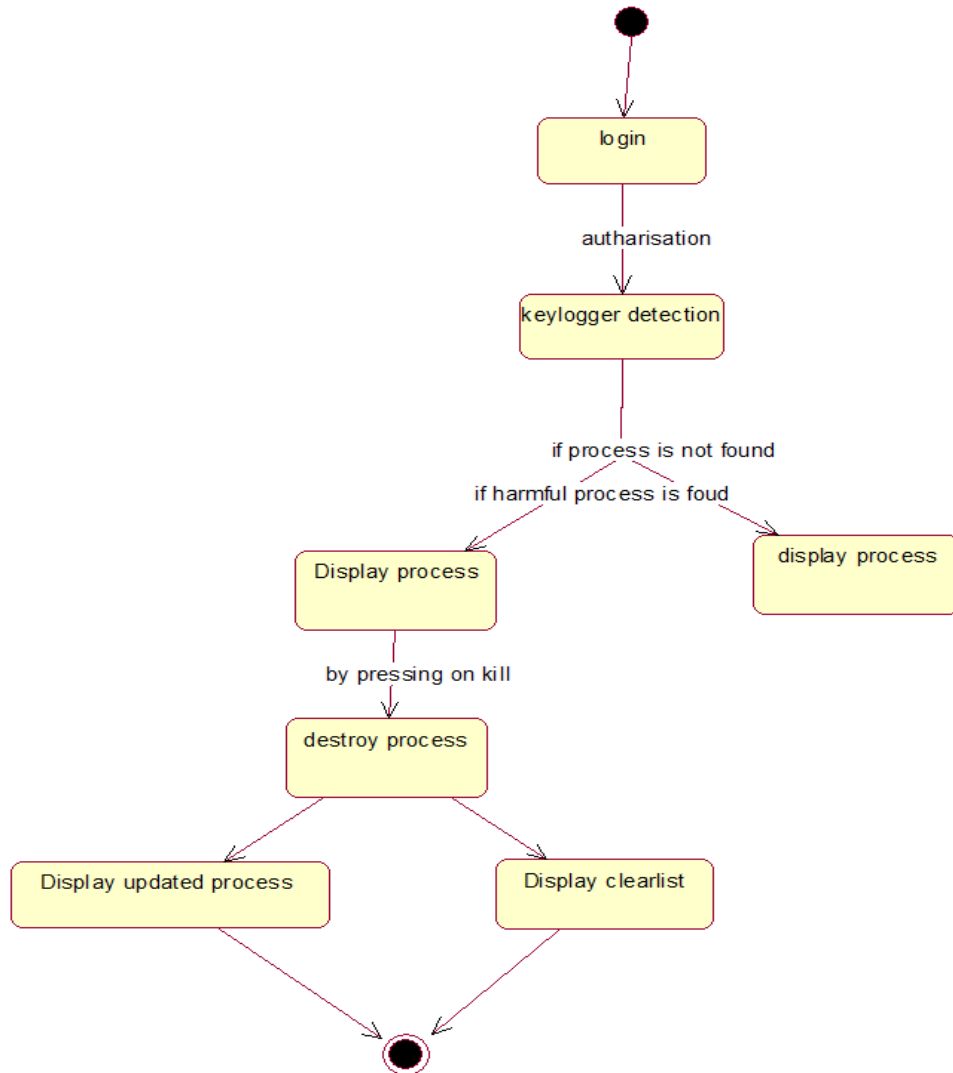 login
autharisation
keylogger detection
if process is not found
if harmful process is foud
Display process
display process
by pressing on kill
destroy process
Display updated process
Display clearlist